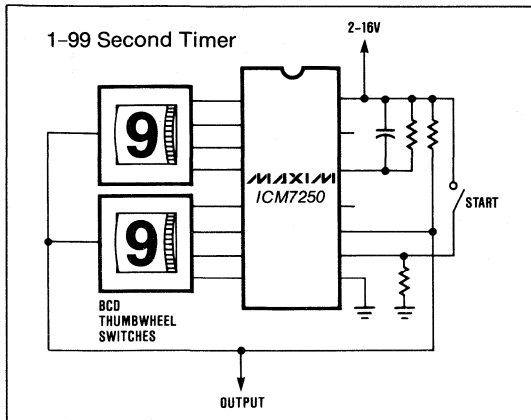 1–99 Second Timer
2–16V
9
MAXIM
ICM7250
START
9
BCD
THUMBWHEEL
SWITCHES
OUTPUT